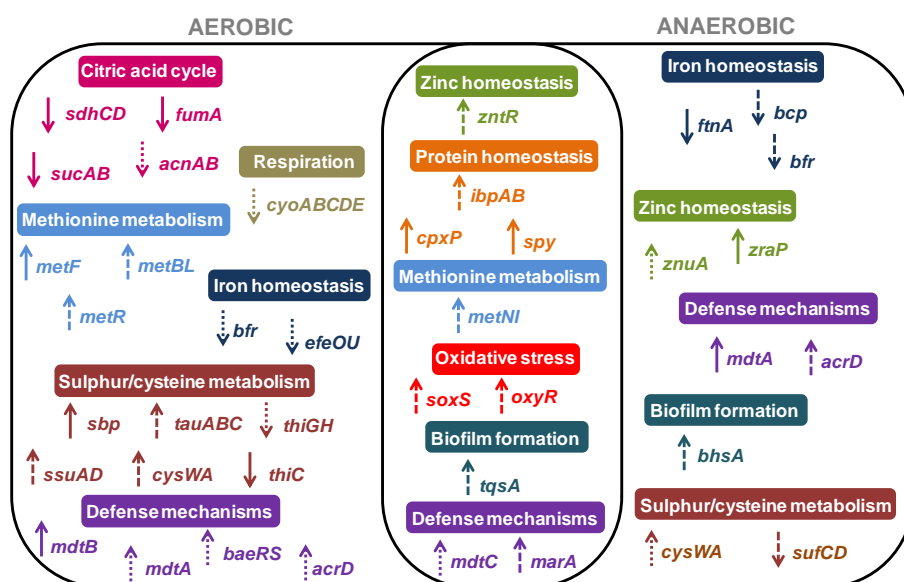 AEROBIC
Citric acid cycle
sdhCD
fumA
sucAB
acnAB
Respiration
cyoABCDE
Methionine metabolism
metF
metBL
metR
Iron homeostasis
bfr
efeOU
Sulphur/cysteine metabolism
sbp
tauABC
thiGH
ssuAD
cysWA
thiC
Defense mechanisms
mdtB
mdtA
baeRS
acrD
Zinc homeostasis
zntR
Protein homeostasis
ibpAB
cpxP
spy
Methionine metabolism
metNI
Oxidative stress
soxS
oxyR
Biofilm formation
tqsA
Defense mechanisms
mdtC
marA
ANAEROBIC
Iron homeostasis
ftnA
bcp
bfr
Zinc homeostasis
znuA
zraP
Defense mechanisms
mdtA
acrD
Biofilm formation
bhsA
Sulphur/cysteine metabolism
cysWA
sufCD